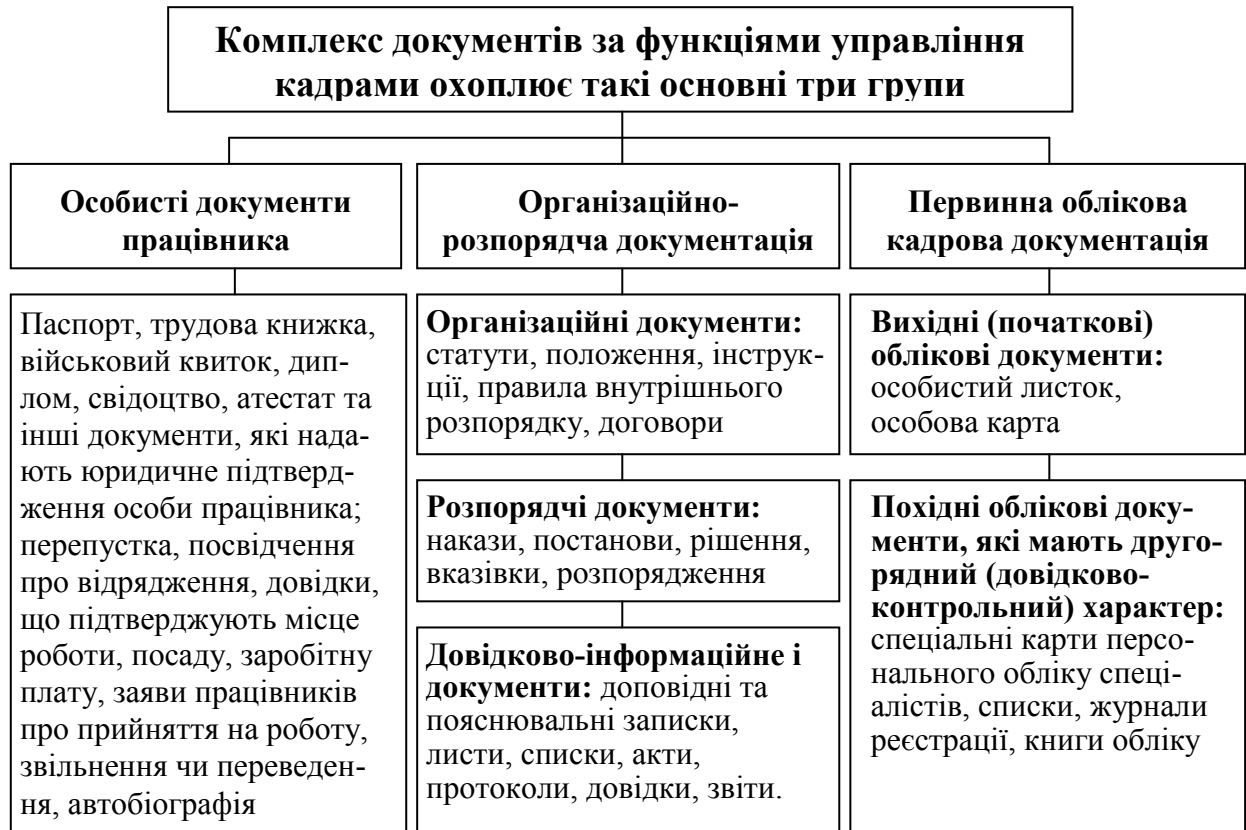 Комплекс документів за функціями управління
кадрами охоплює такі основні три групи
Особисті документи
працівника
Паспорт, трудова книжка,
військовий квиток, дип-
лом, свідоцтво, атестат та
інші документи, які нада-
ють юридичне підтверд-
ження особи працівника;
перепустка, посвідчення
про відрядження, довідки,
що підтверджують місце
роботи, посаду, заробітну
плату, заяви працівників
про прийняття на роботу,
звільнення чи переведен-
ня, автобіографія
Організаційно-
розпорядча документація
Організаційні документи:
статути, положення, інструк-
ції, правила внутрішнього
розпорядку, договори
Розпорядчі документи:
накази, постанови, рішення,
вказівки, розпорядження
Довідково-інформаційне і
документи: доповідні та
пояснювальні записки,
листи, списки, акти,
протоколи, довідки, звіти.
Первинна облікова
кадрова документація
Вихідні (початкові)
облікові документи:
особистий листок,
особова карта
Похідні облікові доку-
менти, які мають друго-
рядний (довідково-
контрольний) характер:
спеціальні карти персо-
нального обліку спеці-
алістів, списки, журнали
реєстрації, книги обліку